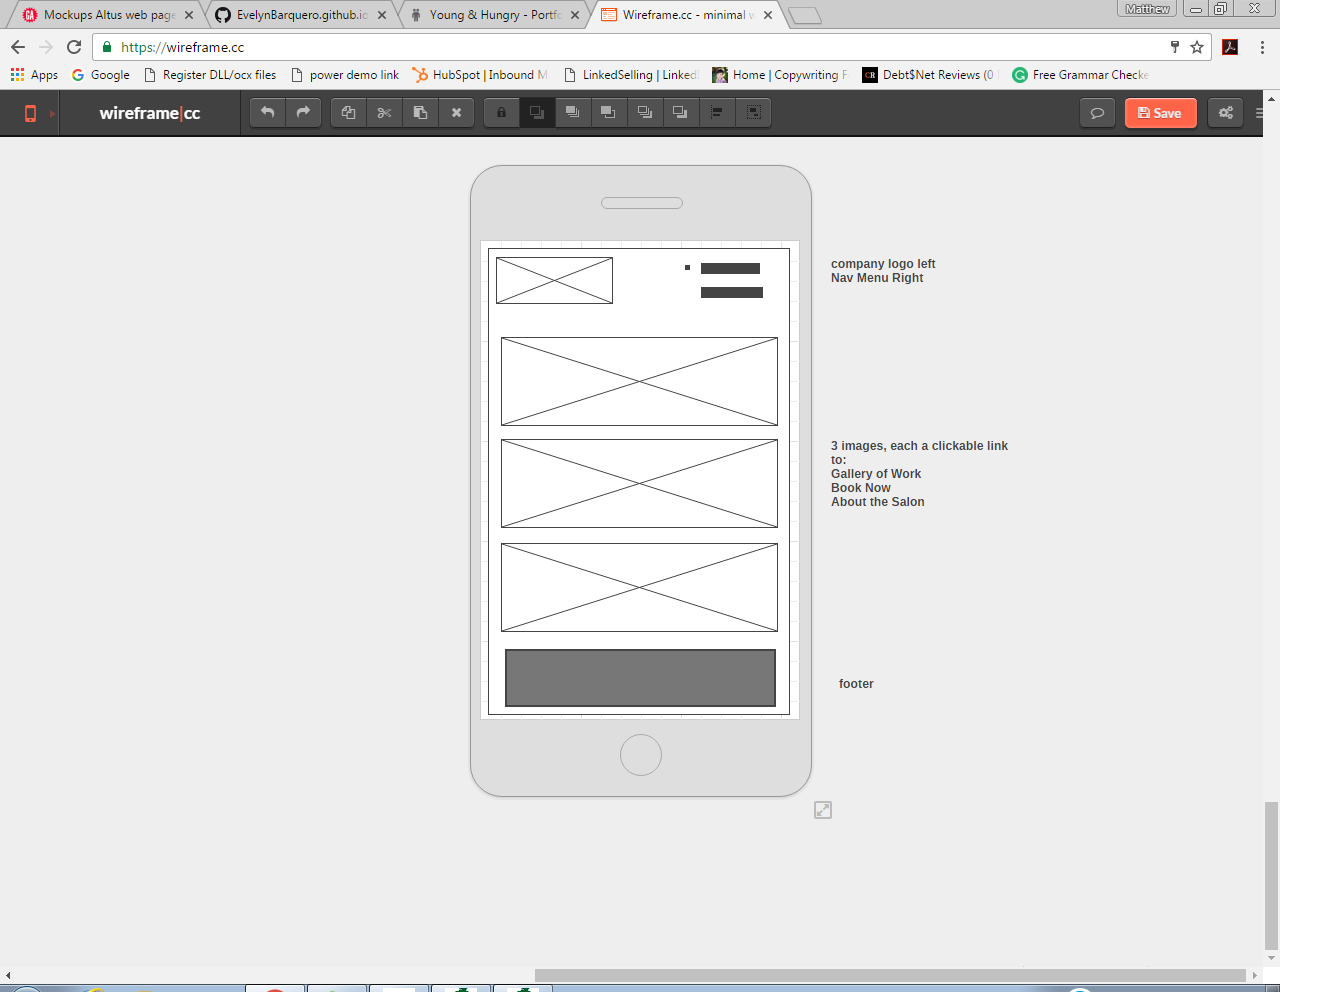 Mockups Altus web page
EvelynBarquero.github.io
Young & Hungry - Portfo
Wireframe.cc - minimal w
Matthew
https://wireframe.cc
Apps
Google
Register DLL/ocx files
power demo link
HubSpot | Inbound M
LinkedSelling | Linked
Home | Copywriting F
CR
Debt$Net Reviews (0
Free Grammar Checke
wireframe|cc
Save
company logo left
Nav Menu Right
3 images, each a clickable link
to:
Gallery of Work
Book Now
About the Salon
footer